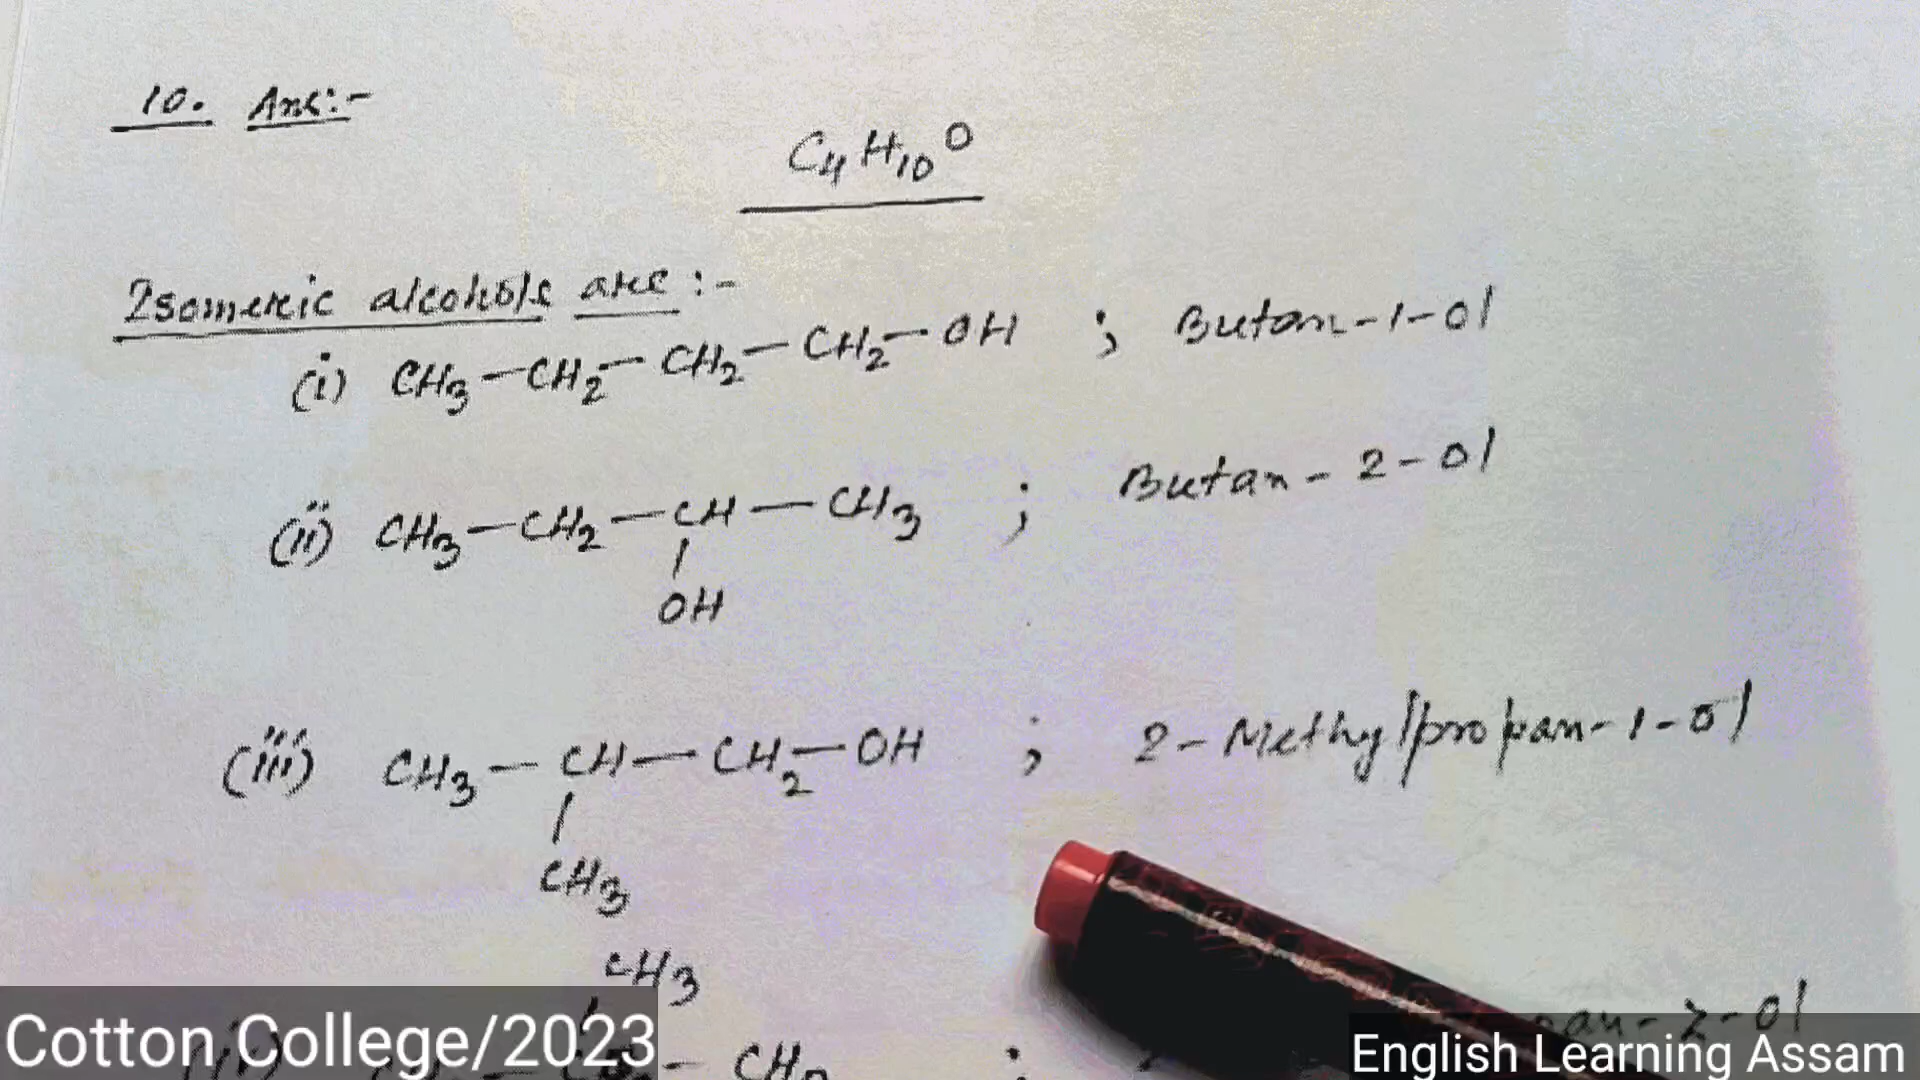 10. Ans:-
C4H10O
Isomeric alcohols are :-
(i) CH3-CH2-CH2-CH2-OH ; Butan-1-ol
(ii) CH3-CH2-CH-CH3 ; Butan-2-ol
OH
(iii) CH3-CH-CH2-OH ; 2-Methylpropan-1-ol
CH3
CH3
-2-ol
Cotton College/2023
English Learning Assam